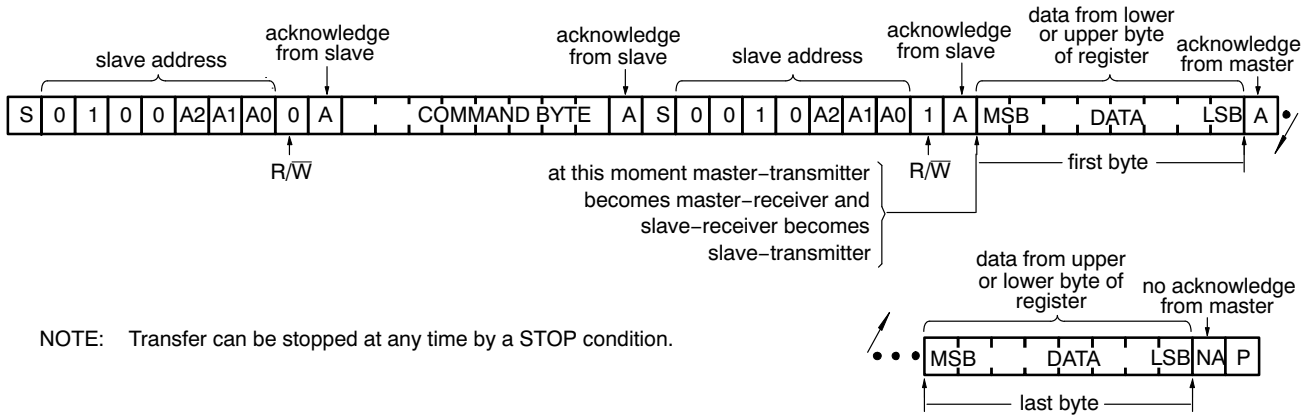 slave address
acknowledge
from slave
acknowledge
from slave
slave address
acknowledge
from slave
data from lower
or upper byte
of register
acknowledge
from master
S 0 1 0 0 A2 A1 A0 0 A COMMAND BYTE A S 0 0 1 0 A2 A1 A0 1 A MSB DATA LSB A
R/W̅
R/W̅
first byte
at this moment master−transmitter
becomes master−receiver and
slave−receiver becomes
slave−transmitter
data from upper
or lower byte of
register
no acknowledge
from master
NOTE: Transfer can be stopped at any time by a STOP condition.
MSB DATA LSB NA P
last byte